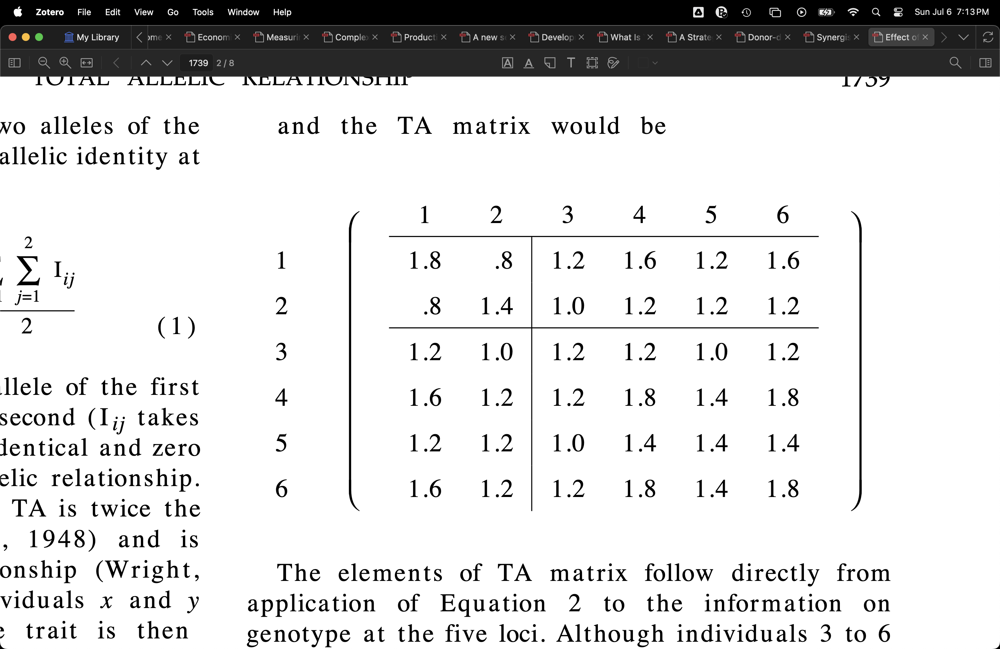 Zotero File Edit View Go Tools Window Help Sun Jul 6 7:13 PM
My Library ome Economi Measuri Complex Producti A new s Develop What Is A Strate Donor-d Synergis Effect of
1739 2 / 8
TOTAL ALLELIC RELATIONSHIP 1739
wo alleles of the
allelic identity at
2
∑ I ij
j=1
2
(1)
allele of the first
second (I ij takes
dentical and zero
elic relationship.
TA is twice the
, 1948) and is
onship (Wright,
viduals x and y
e trait is then
and the TA matrix would be
1 2 3 4 5 6
1 1.8 .8 1.2 1.6 1.2 1.6
2 .8 1.4 1.0 1.2 1.2 1.2
3 1.2 1.0 1.2 1.2 1.0 1.2
4 1.6 1.2 1.2 1.8 1.4 1.8
5 1.2 1.2 1.0 1.4 1.4 1.4
6 1.6 1.2 1.2 1.8 1.4 1.8
The elements of TA matrix follow directly from
application of Equation 2 to the information on
genotype at the five loci. Although individuals 3 to 6